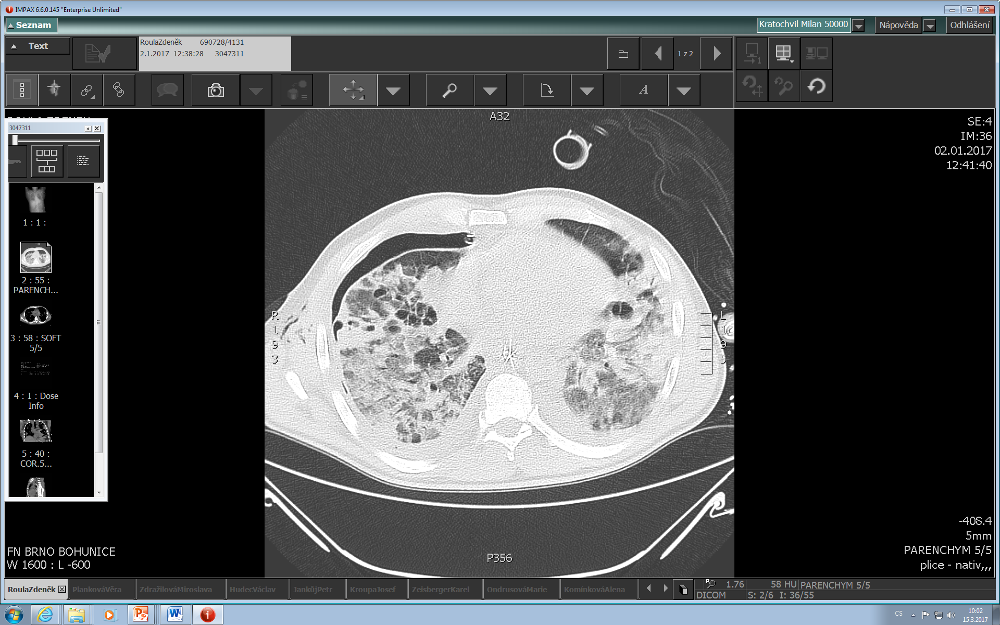 IMPAX 6.6.0.145 "Enterprise Unlimited"
Seznam
Kratochvil Milan 50000
Nápověda
Odhlášení
Text
RoulaZdeněk 690728/4131
2.1.2017 12:38:28 3047311
1 z 2
1
A
3047311
1 : 1 :
2 : 55 :
PARENCH...
3 : 58 : SOFT
5/5
4 : 1 : Dose
Info
5 : 40 :
COR.5...
A32
SE:4
IM:36
02.01.2017
12:41:40
R
1
9
3
L
1
9
5
P356
-408.4
5mm
PARENCHYM 5/5
plice - nativ,,,
FN BRNO BOHUNICE
W 1600 : L -600
RoulaZdeněk
PlankováVěra
ZdražilováMiroslava
HudecVáclav
JankůjPetr
KroupaJosef
ZeisbergerKarel
OndrusováMarie
KomínkováAlena
P
1.76
58 HU
PARENCHYM 5/5
DICOM
S: 2/6 I: 36/55
CS
10:02
15.3.2017